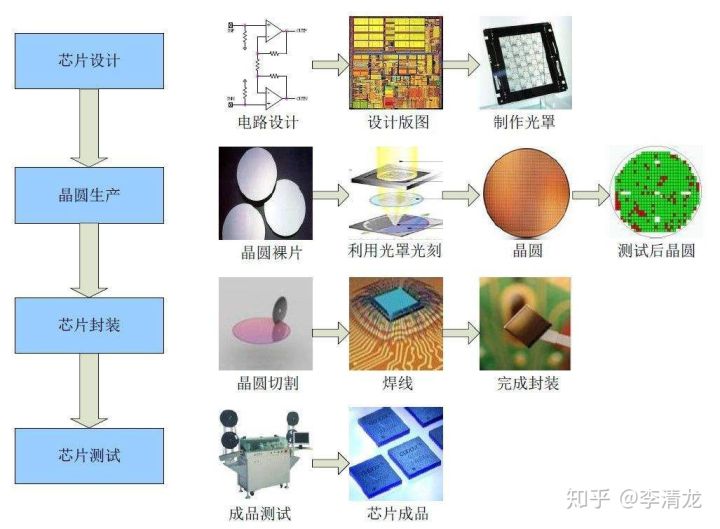 芯片设计
电路设计
设计版图
制作光罩
晶圆生产
晶圆裸片
利用光罩光刻
晶圆
测试后晶圆
芯片封装
晶圆切割
焊线
完成封装
芯片测试
成品测试
芯片成品
知乎 @李清龙